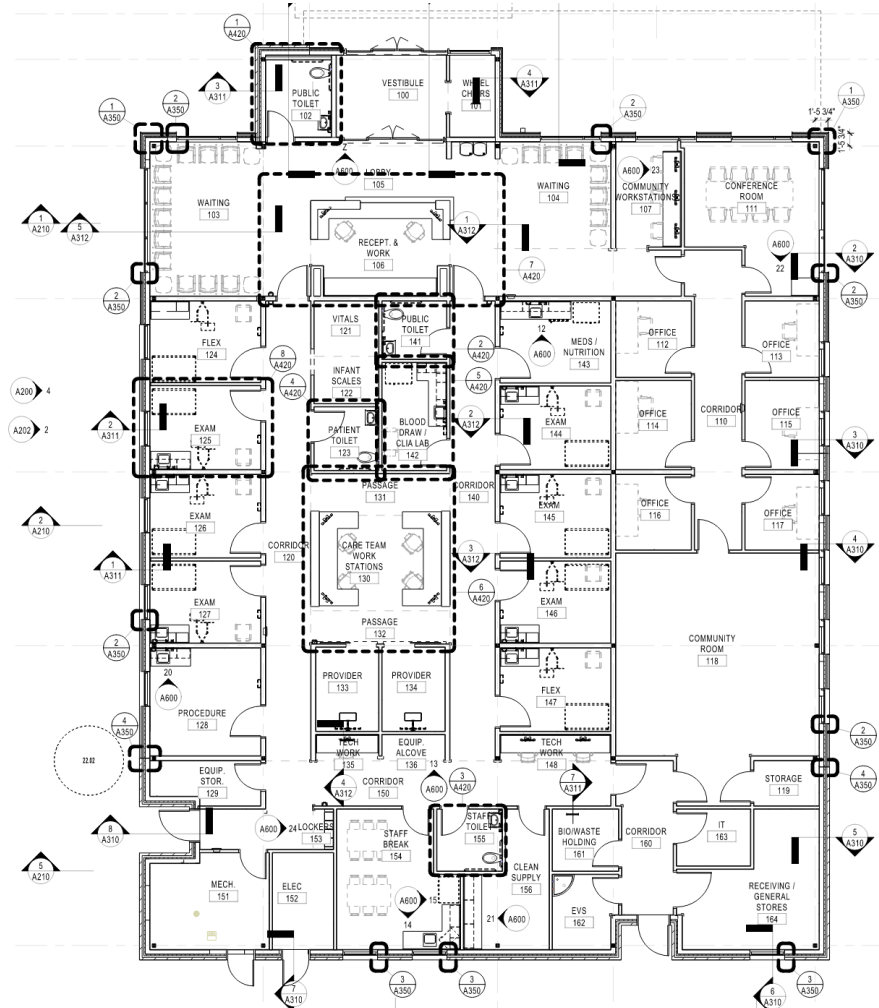 1
A420
3
A311
PUBLIC
TOILET
102
VESTIBULE
100
WHEEL
CHAIRS
101
4
A311
1
A350
2
A350
2
A350
1'-5 3/4"
1
A350
1'-5 3/4"
Z
A600
LOBBY
105
A600
23
WAITING
103
WAITING
104
COMMUNITY
WORKSTATIONS
107
CONFERENCE
ROOM
111
1
A210
5
A312
1
A312
RECEPT. &
WORK
106
A600
22
2
A310
2
A350
7
A420
2
A350
VITALS
121
PUBLIC
TOILET
141
FLEX
124
8
A420
2
A420
12
A600
MEDS /
NUTRITION
143
OFFICE
112
OFFICE
113
4
A420
INFANT
SCALES
122
5
A420
A200
4
A202
2
2
A311
EXAM
125
PATIENT
TOILET
123
BLOOD
DRAW /
CLIA LAB
142
2
A312
EXAM
144
OFFICE
114
CORRIDOR
110
OFFICE
115
3
A310
PASSAGE
131
CORRIDOR
140
EXAM
126
EXAM
145
OFFICE
116
OFFICE
117
2
A210
CORRIDOR
120
CARE TEAM
WORK
STATIONS
130
3
A312
4
A310
1
A311
6
A420
EXAM
127
EXAM
146
PASSAGE
132
COMMUNITY
ROOM
118
2
A350
20
A600
PROVIDER
133
PROVIDER
134
FLEX
147
PROCEDURE
128
4
A350
2
A350
22.02
TECH
WORK
135
EQUIP.
ALCOVE
136
13
TECH
WORK
148
EQUIP.
STOR.
129
4
A312
CORRIDOR
150
A600
3
A420
7
A311
STORAGE
119
4
A350
8
A310
A600
24
LOCKERS
153
STAFF
BREAK
154
STAFF
TOILET
155
BIO/WASTE
HOLDING
161
CORRIDOR
160
IT
163
5
A310
5
A210
MECH.
151
ELEC
152
A600
15
14
CLEAN
SUPPLY
156
21
A600
EVS
162
RECEIVING /
GENERAL
STORES
164
7
A310
3
A350
3
A350
6
A310
3
A350